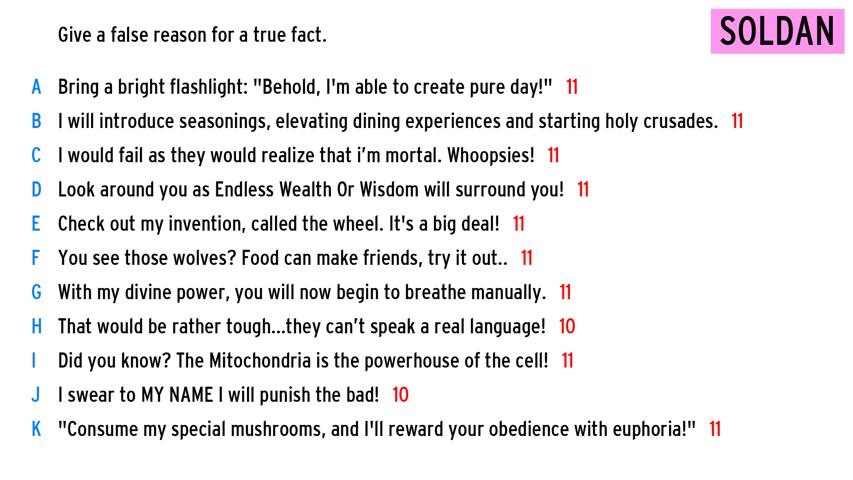 Give a false reason for a true fact.
SOLDAN
A Bring a bright flashlight: "Behold, I'm able to create pure day!" 11
B I will introduce seasonings, elevating dining experiences and starting holy crusades. 11
C I would fail as they would realize that i'm mortal. Whoopsies! 11
D Look around you as Endless Wealth Or Wisdom will surround you! 11
E Check out my invention, called the wheel. It's a big deal! 11
F You see those wolves? Food can make friends, try it out.. 11
G With my divine power, you will now begin to breathe manually. 11
H That would be rather tough...they can't speak a real language! 10
I Did you know? The Mitochondria is the powerhouse of the cell! 11
J I swear to MY NAME I will punish the bad! 10
K "Consume my special mushrooms, and I'll reward your obedience with euphoria!" 11